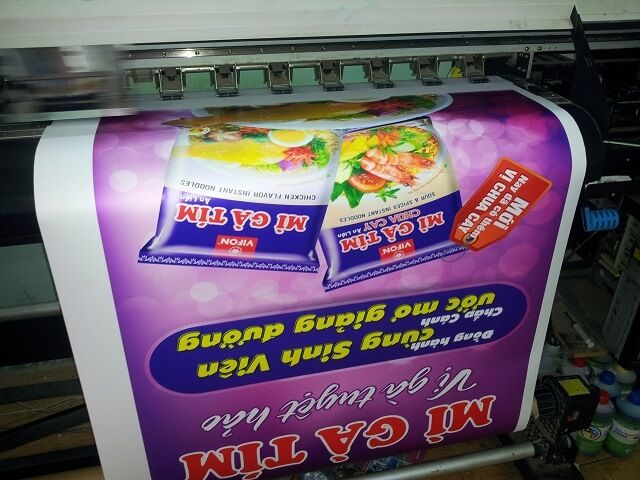 MÌ GÀ TÍM
Vị gà tuyệt hảo
Đồng hành cùng Sinh Viên
Chắp Cánh ước mơ giảng đường
Mới
Nay đã có thêm
VỊ CHUA CAY
VIFON
MÌ GÀ TÍM
CHUA CAY Ăn Liền
SOUR & SPICES INSTANT NOODLES
VIFON
MÌ GÀ TÍM
Ăn Liền
CHICKEN FLAVOR INSTANT NOODLES